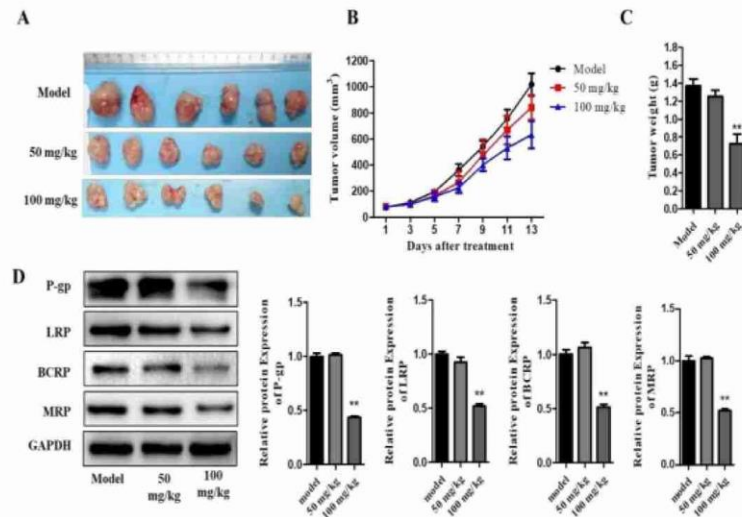 A
Model
50 mg/kg
100 mg/kg
B
Tumor volume (mm³)
1200
1000
800
600
400
200
0
1 3 5 7 9 11 13
Days after treatment
Model
50 mg/kg
100 mg/kg
C
Tumor weight (g)
1.8
1.6
1.4
1.2
1.0
0.8
0.6
0.4
0.2
0.0
**
Model
50 mg/kg
100 mg/kg
D
P-gp
LRP
BCRP
MRP
GAPDH
Model
50 mg/kg
100 mg/kg
Relative protein Expression
of P-gp
1.5
1.0
0.5
0.0
**
model
50 mg/kg
100 mg/kg
Relative protein Expression
of LRP
1.5
1.0
0.5
0.0
**
model
50 mg/kg
100 mg/kg
Relative protein Expression
of BCRP
1.5
1.0
0.5
0.0
**
model
50 mg/kg
100 mg/kg
Relative protein Expression
of MRP
1.5
1.0
0.5
0.0
**
model
50 mg/kg
100 mg/kg